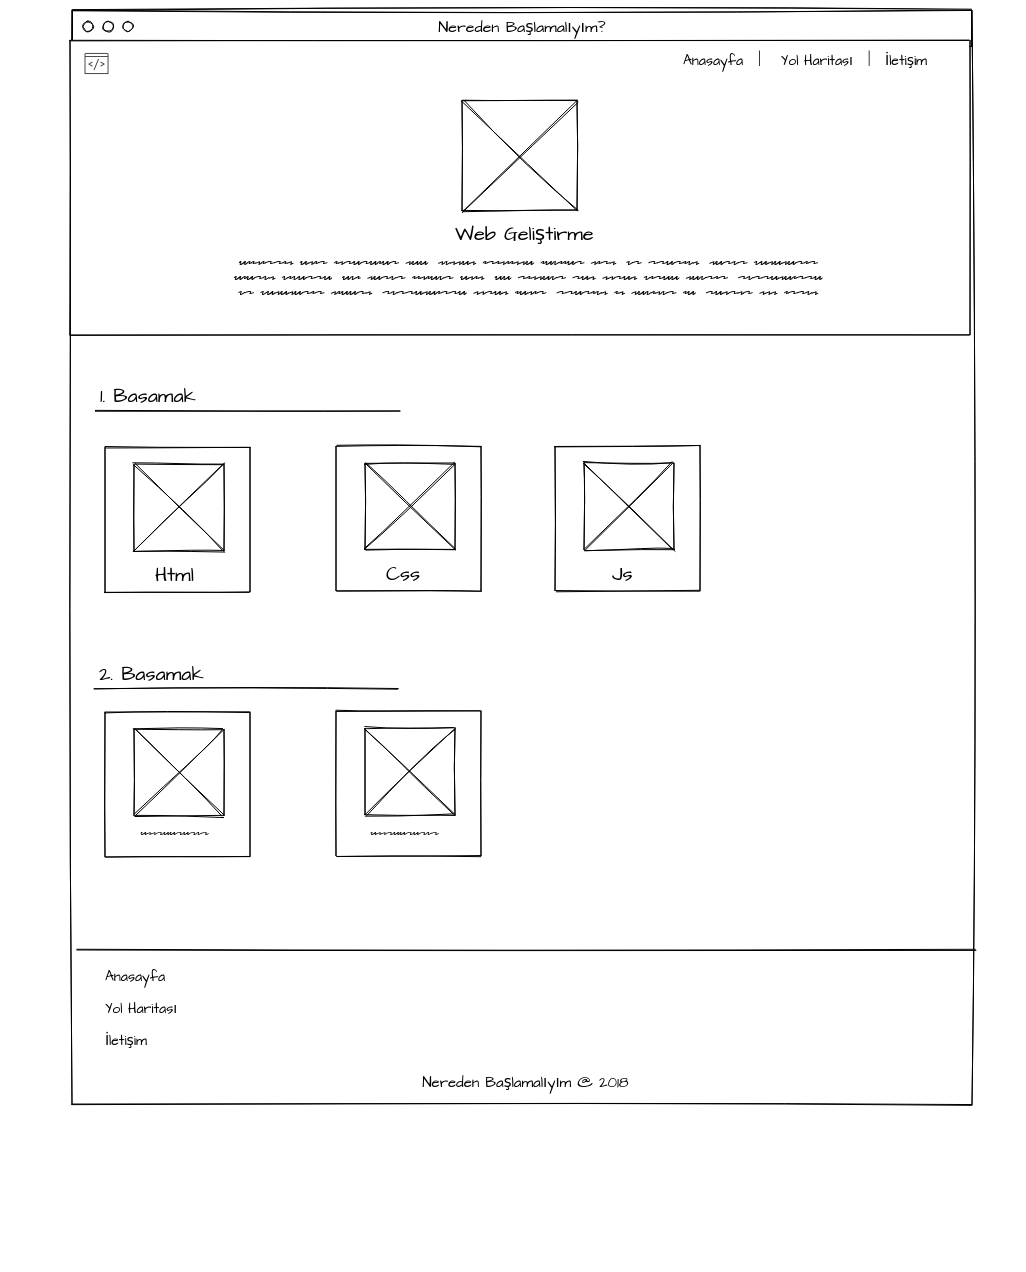 Nereden Başlamalıyım?
</>
Anasayfa | Yol Haritası | İletişim
Web Geliştirme
1. Basamak
Html Css Js
2. Basamak
Anasayfa
Yol Haritası
İletişim
Nereden Başlamalıyım @ 2018